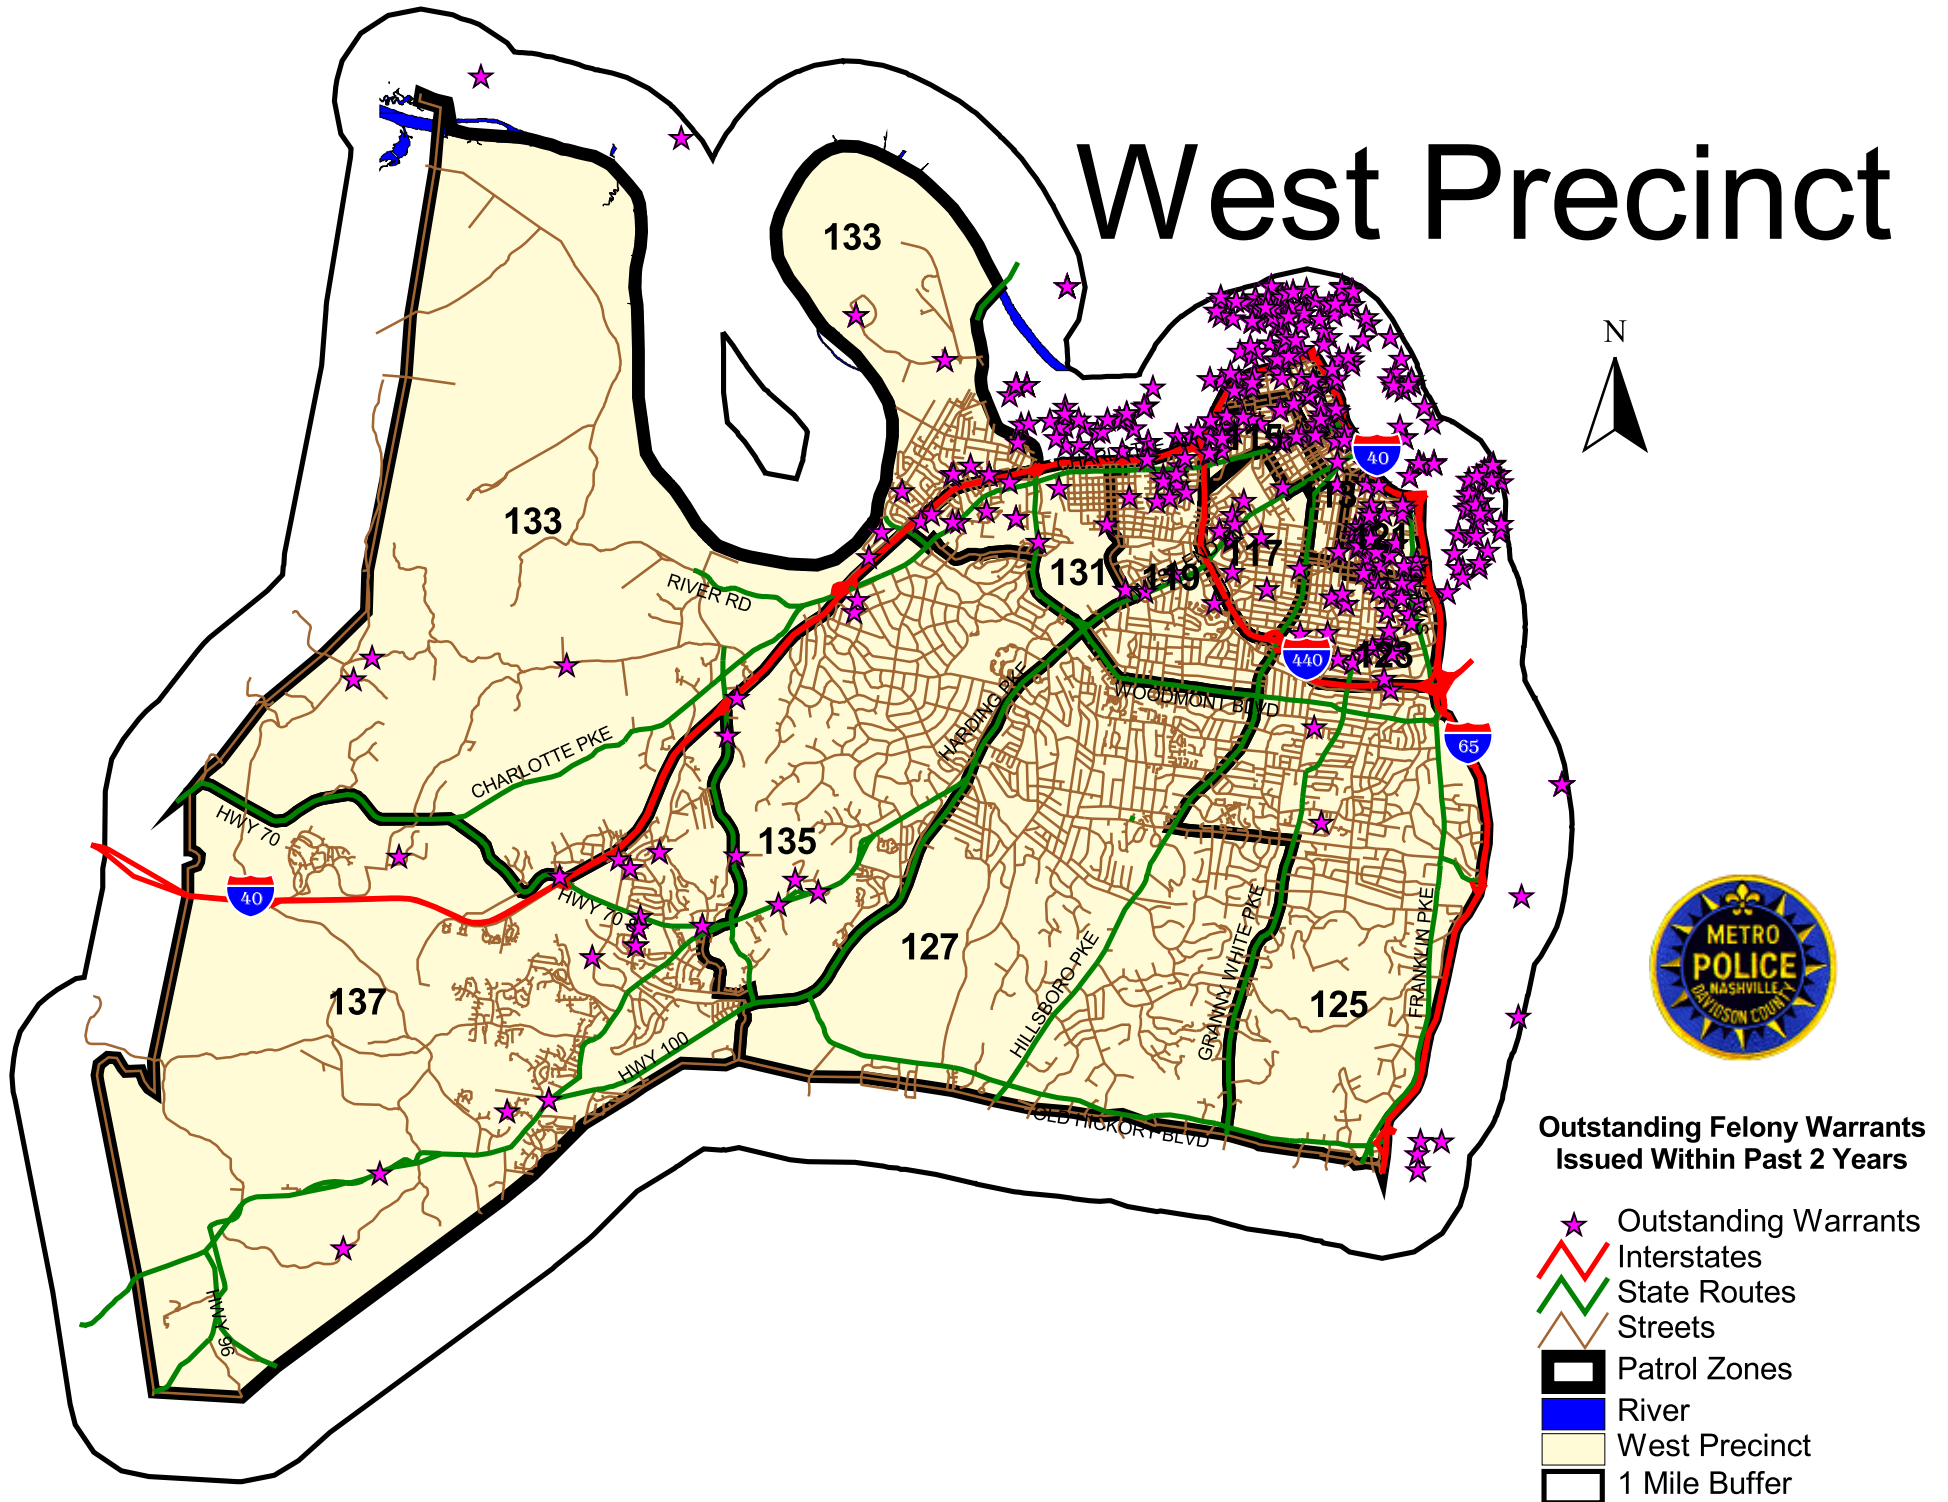 West Precinct
N
133
133
115
40
13
121
117
131
119
RIVER RD
123
440
HARDING PKE
WOODMONT BLVD
65
CHARLOTTE PKE
HWY 70
135
40
HWY 70
127
137
125
HILLSBORO PKE
GRANNY WHITE PKE
FRANKLIN PKE
HWY 100
OLD HICKORY BLVD
HWY 96
METRO
POLICE
NASHVILLE
DAVIDSON COUNTY
Outstanding Felony Warrants
Issued Within Past 2 Years
Outstanding Warrants
Interstates
State Routes
Streets
Patrol Zones
River
West Precinct
1 Mile Buffer